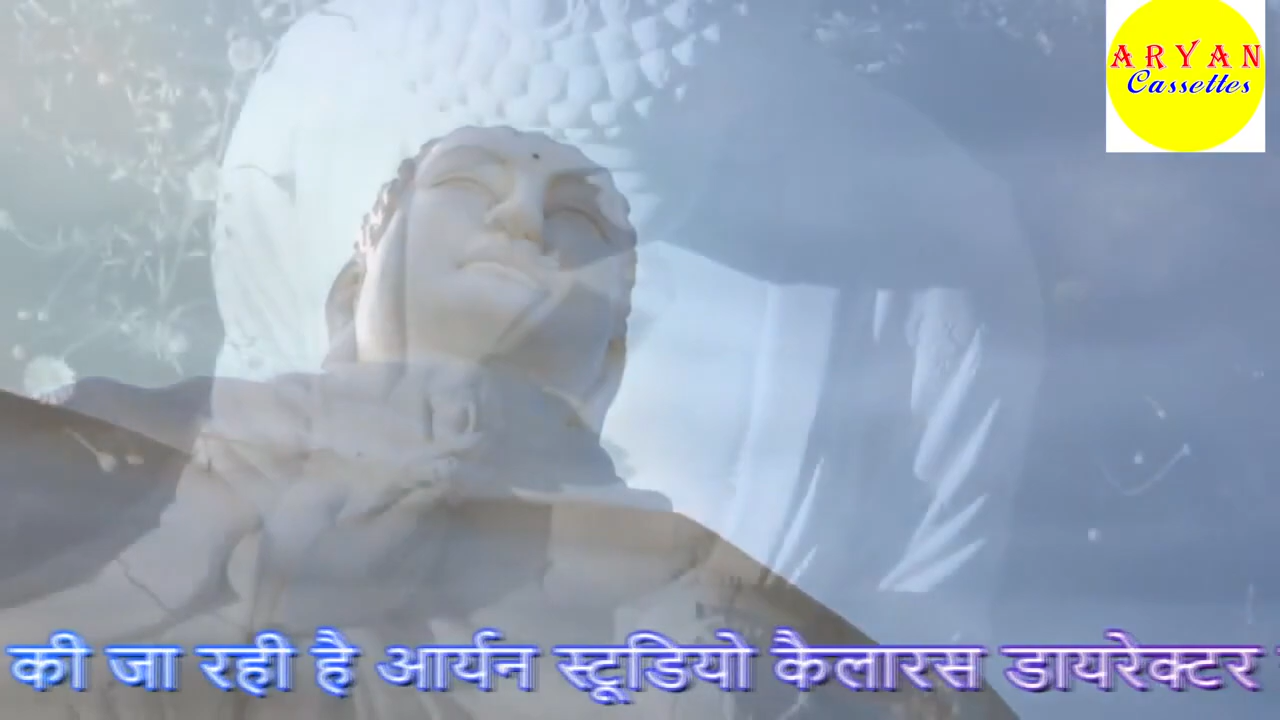 ARYAN
Cassettes
की जा रही है आर्यन स्टूडियो कैलारस डायरेक्टर